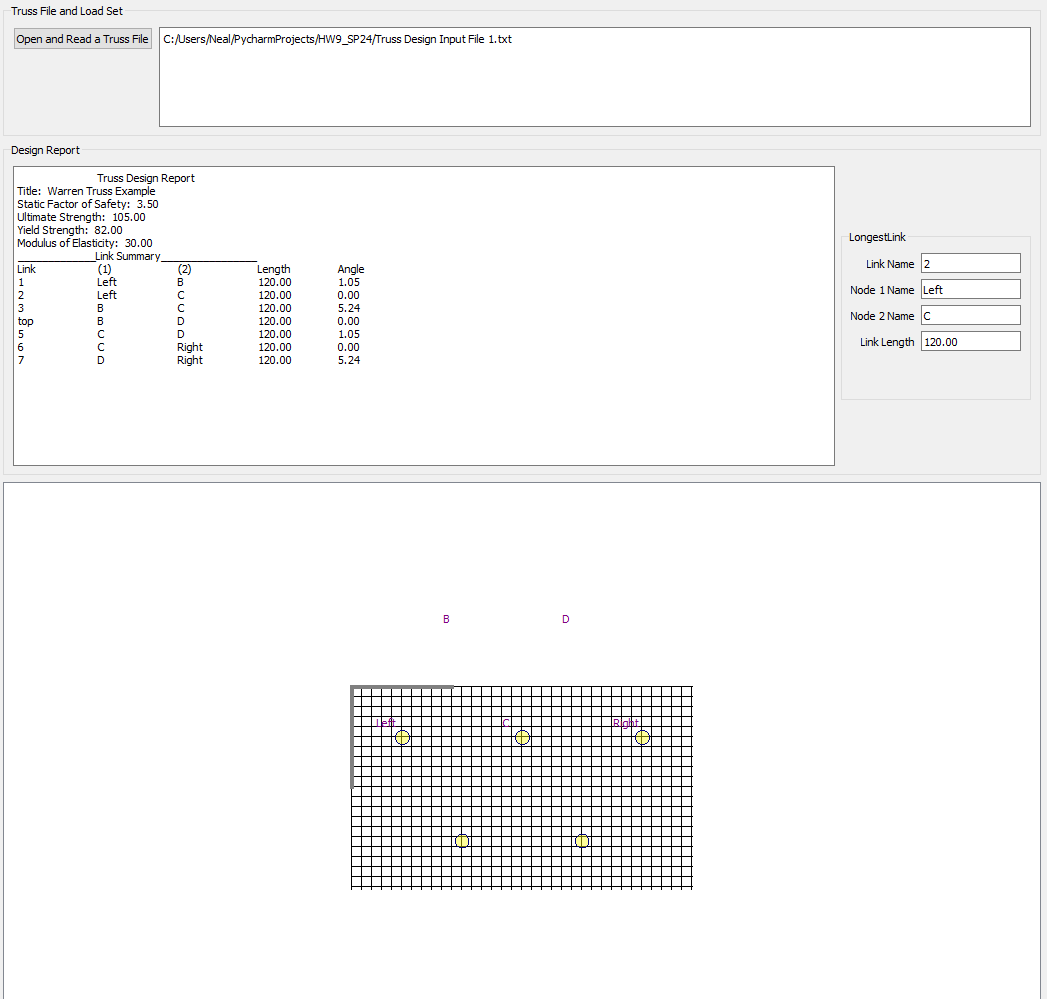 Truss File and Load Set
Open and Read a Truss File
C:/Users/Neal/PycharmProjects/HW9_SP24/Truss Design Input File 1.txt
Design Report
Truss Design Report
Title: Warren Truss Example
Static Factor of Safety: 3.50
Ultimate Strength: 105.00
Yield Strength: 82.00
Modulus of Elasticity: 30.00
_____________Link Summary________________
Link (1) (2) Length Angle
1 Left B 120.00 1.05
2 Left C 120.00 0.00
3 B C 120.00 5.24
top B D 120.00 0.00
5 C D 120.00 1.05
6 C Right 120.00 0.00
7 D Right 120.00 5.24
LongestLink
Link Name 2
Node 1 Name Left
Node 2 Name C
Link Length 120.00
B D
Left C Right